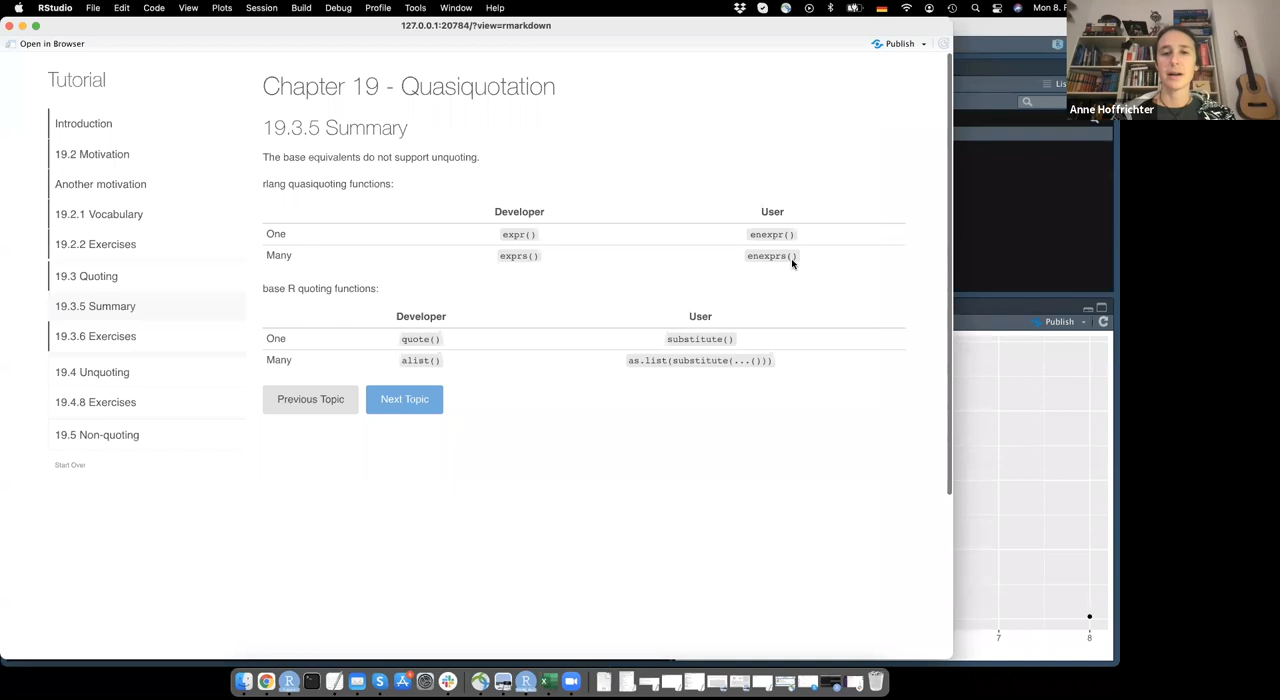 RStudio File Edit Code View Plots Session Build Debug Profile Tools Window Help Mon 8. F
127.0.0.1:20784/?view=rmarkdown
Open in Browser Publish
Tutorial
Introduction
19.2 Motivation
Another motivation
19.2.1 Vocabulary
19.2.2 Exercises
19.3 Quoting
19.3.5 Summary
19.3.6 Exercises
19.4 Unquoting
19.4.8 Exercises
19.5 Non-quoting
Start Over
Chapter 19 - Quasiquotation
19.3.5 Summary
The base equivalents do not support unquoting.
rlang quasiquoting functions:
Developer User
One expr() enexpr()
Many exprs() enexprs()
base R quoting functions:
Developer User
One quote() substitute()
Many alist() as.list(substitute(...()))
Previous Topic Next Topic
Anne Hoffrichter
Lis
Publish
7 8